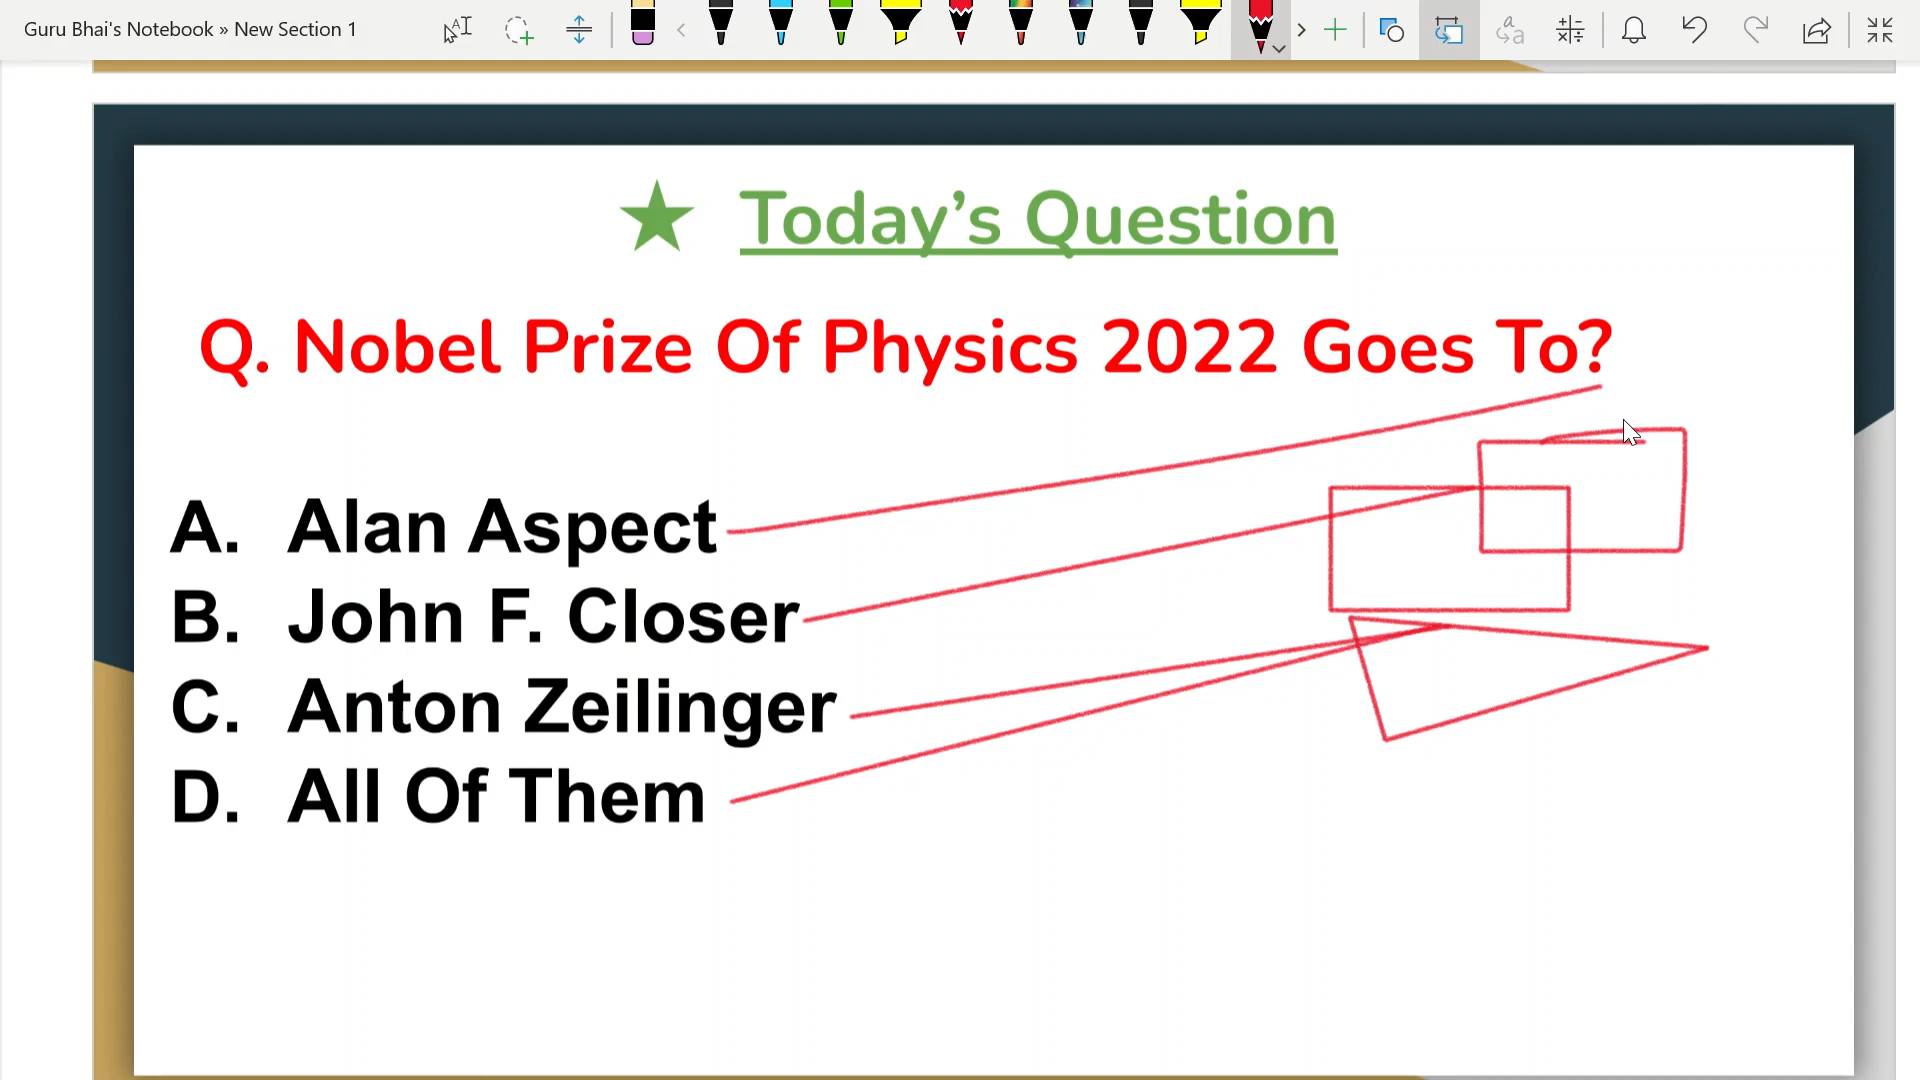 Guru Bhai's Notebook » New Section 1
★ Today's Question
Q. Nobel Prize Of Physics 2022 Goes To?
A. Alan Aspect
B. John F. Closer
C. Anton Zeilinger
D. All Of Them